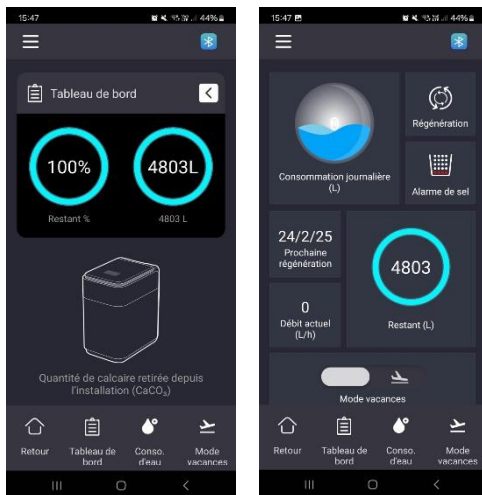 15:47
44%
Tableau de bord
100%
4803L
Restant %
4803 L
Quantité de calcaire retirée depuis
l'installation (CaCO₃)
Retour
Tableau de
bord
Conso.
d'eau
Mode
vacances
15:47
44%
Consommation journalière
(L)
Régénération
Alarme de sel
24/2/25
Prochaine
régénération
4803
Restant (L)
0
Débit actuel
(L/h)
Mode vacances
Retour
Tableau de
bord
Conso.
d'eau
Mode
vacances